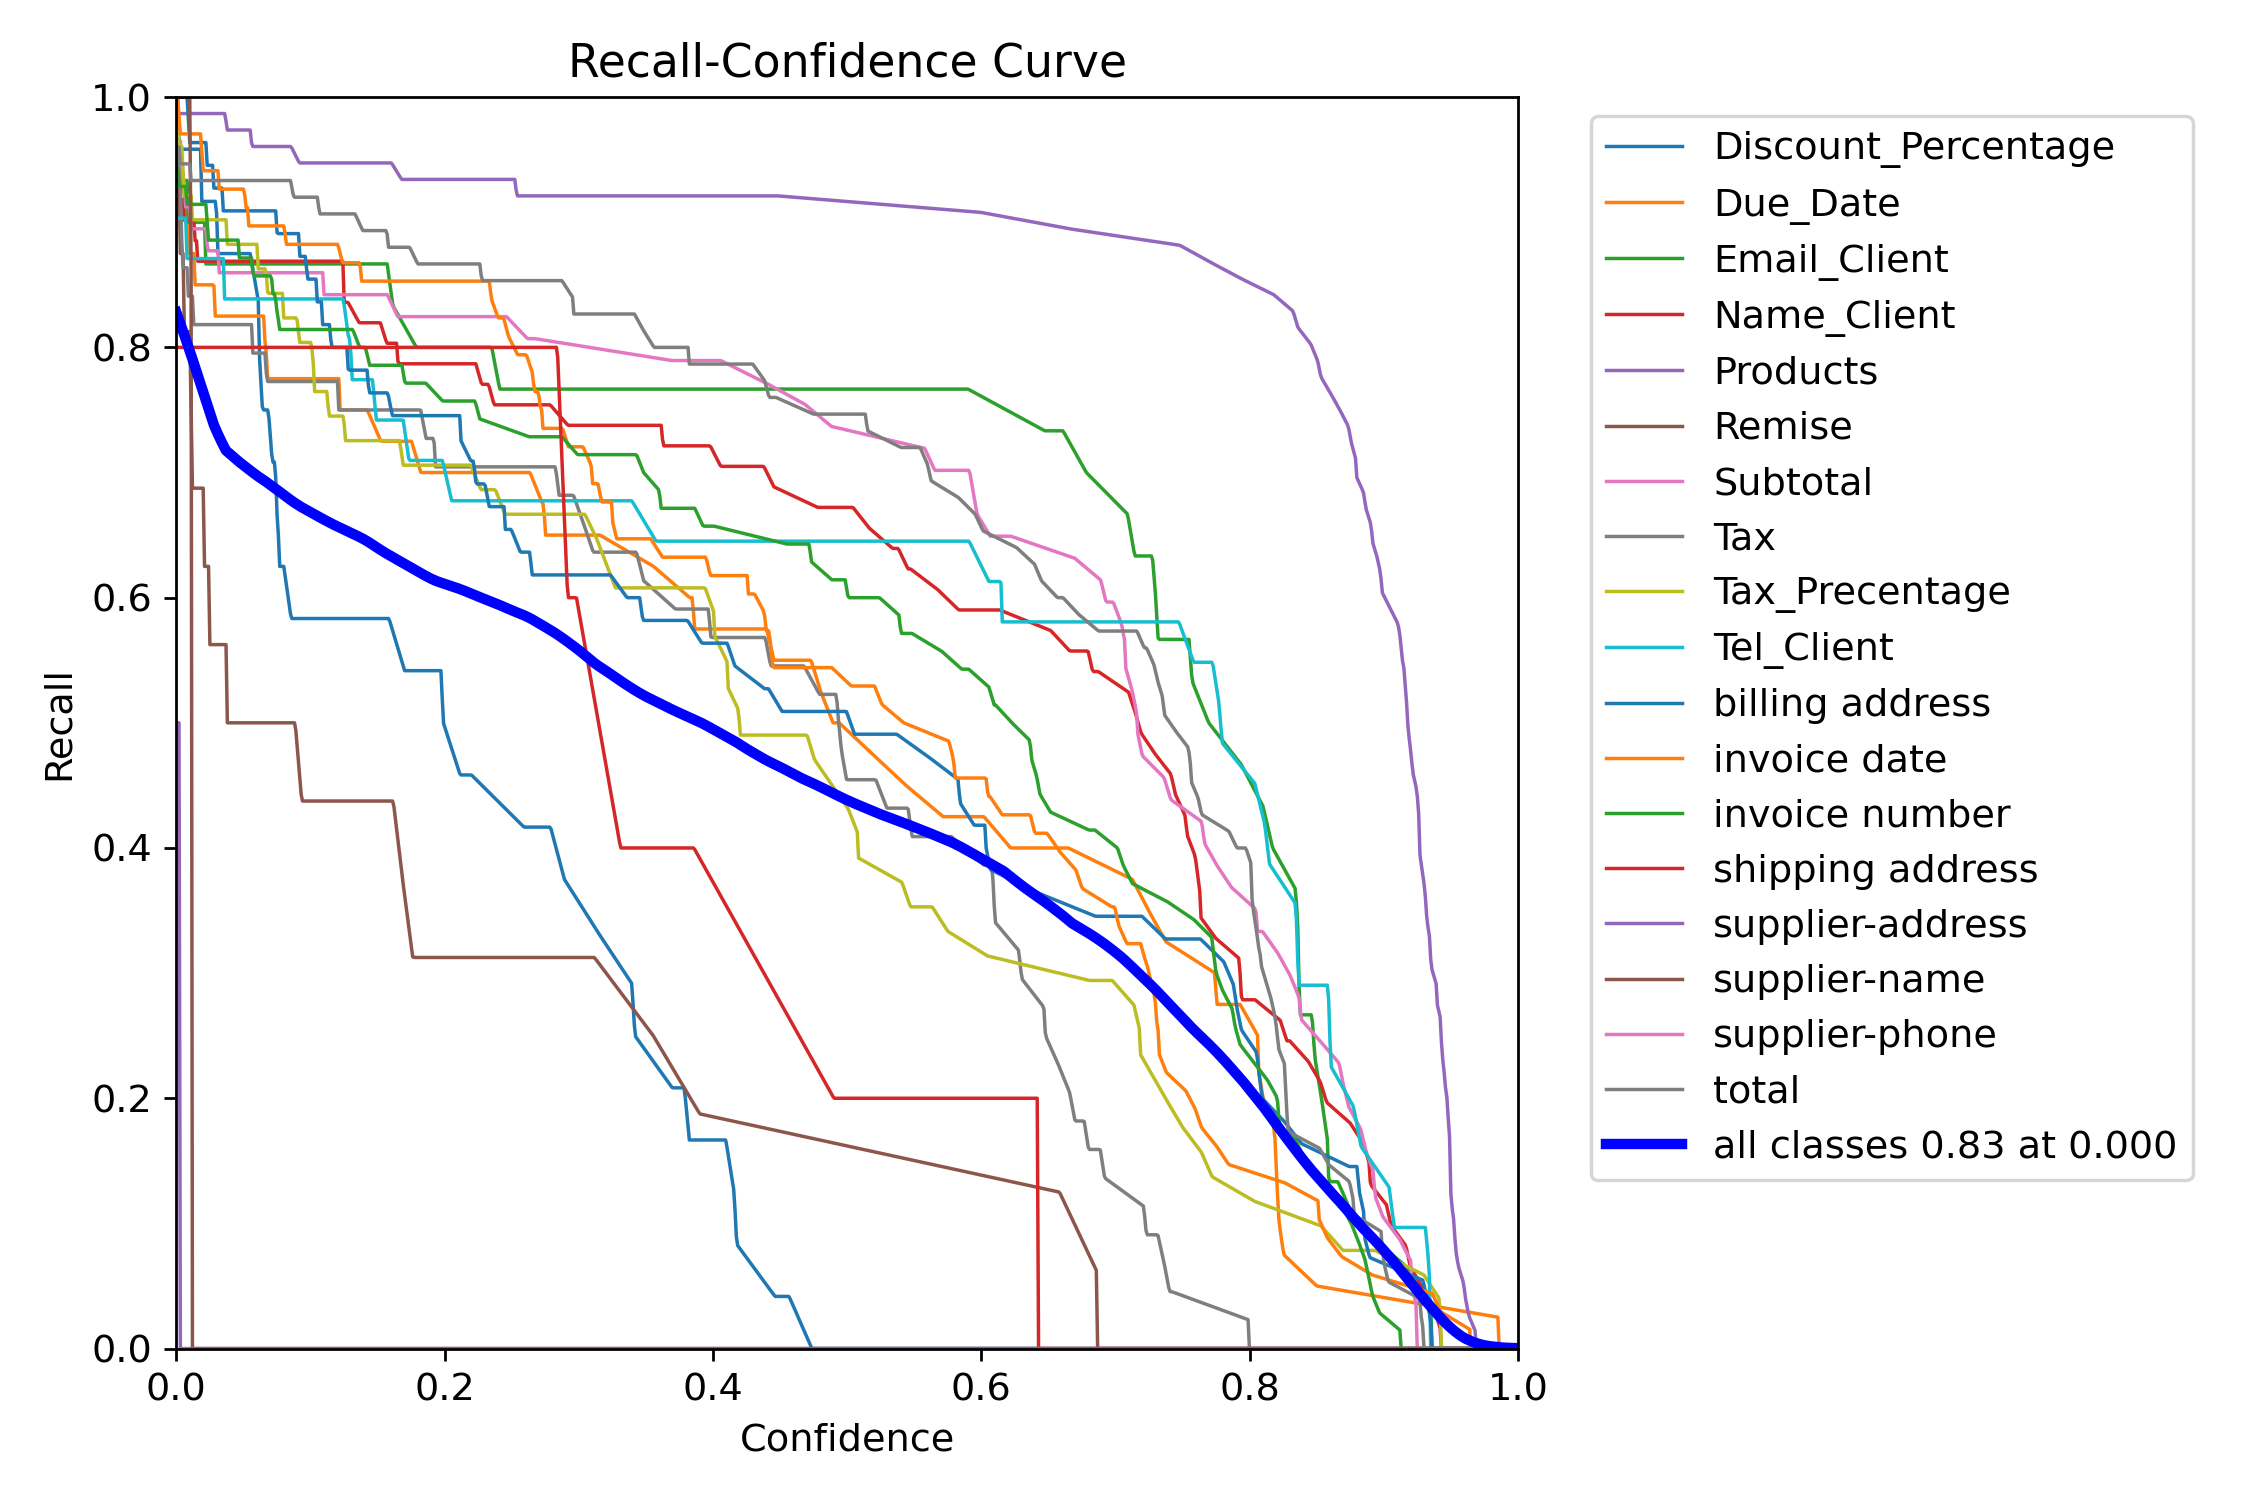 Recall-Confidence Curve
1.0
0.8
0.6
0.4
0.2
0.0
Recall
0.0 0.2 0.4 0.6 0.8 1.0
Confidence
Discount_Percentage
Due_Date
Email_Client
Name_Client
Products
Remise
Subtotal
Tax
Tax_Precentage
Tel_Client
billing address
invoice date
invoice number
shipping address
supplier-address
supplier-name
supplier-phone
total
all classes 0.83 at 0.000